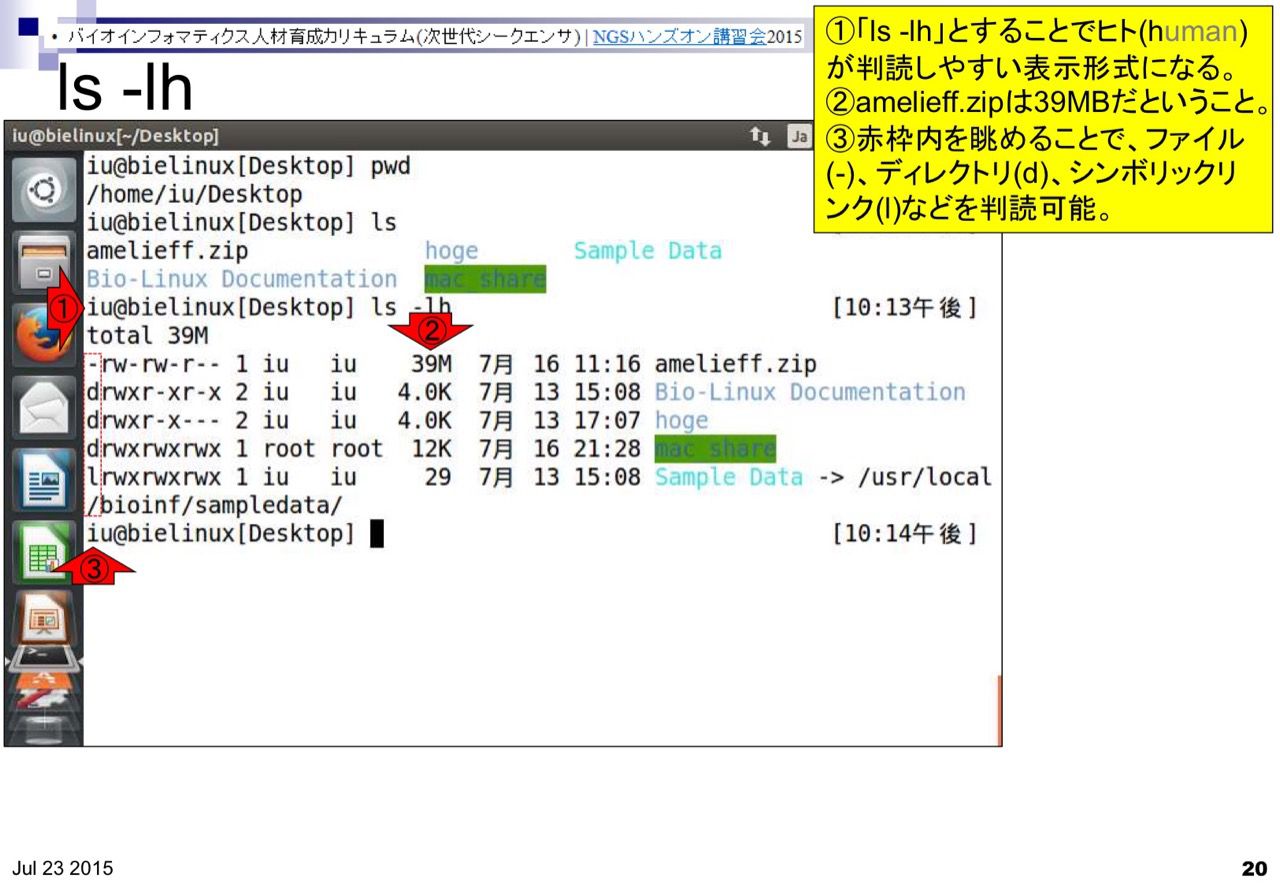 • バイオインフォマティクス人材育成カリキュラム(次世代シークエンサ) | NGSハンズオン講習会2015
ls -lh
①「ls -lh」とすることでヒト(human)
が判読しやすい表示形式になる。
②amelieff.zipは39MBだということ。
③赤枠内を眺めることで、ファイル
(-)、ディレクトリ(d)、シンボリックリ
ンク(l)などを判読可能。
iu@bielinux[~/Desktop]
Ja
iu@bielinux[Desktop] pwd
/home/iu/Desktop
iu@bielinux[Desktop] ls
amelieff.zip hoge Sample Data
Bio-Linux Documentation mac_share
① iu@bielinux[Desktop] ls -lh [10:13午後]
total 39M
②
-rw-rw-r-- 1 iu iu 39M 7月 16 11:16 amelieff.zip
drwxr-xr-x 2 iu iu 4.0K 7月 13 15:08 Bio-Linux Documentation
drwxr-x--- 2 iu iu 4.0K 7月 13 17:07 hoge
drwxrwxrwx 1 root root 12K 7月 16 21:28 mac_share
lrwxrwxrwx 1 iu iu 29 7月 13 15:08 Sample Data -> /usr/local
/bioinf/sampledata/
iu@bielinux[Desktop] [10:14午後]
③
Jul 23 2015
20